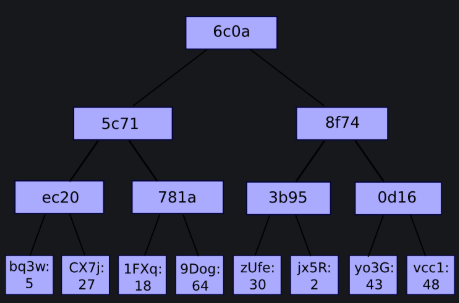 6c0a
5c71
8f74
ec20
781a
3b95
0d16
bq3w:
5
CX7j:
27
1FXq:
18
9Dog:
64
zUfe:
30
jx5R:
2
yo3G:
43
vcc1:
48